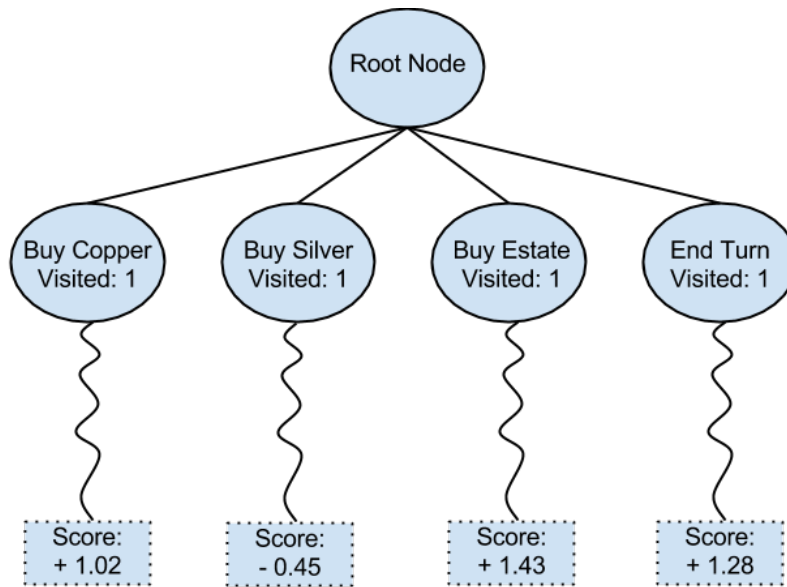 Root Node
Buy Copper
Visited: 1
Buy Silver
Visited: 1
Buy Estate
Visited: 1
End Turn
Visited: 1
Score:
+ 1.02
Score:
- 0.45
Score:
+ 1.43
Score:
+ 1.28